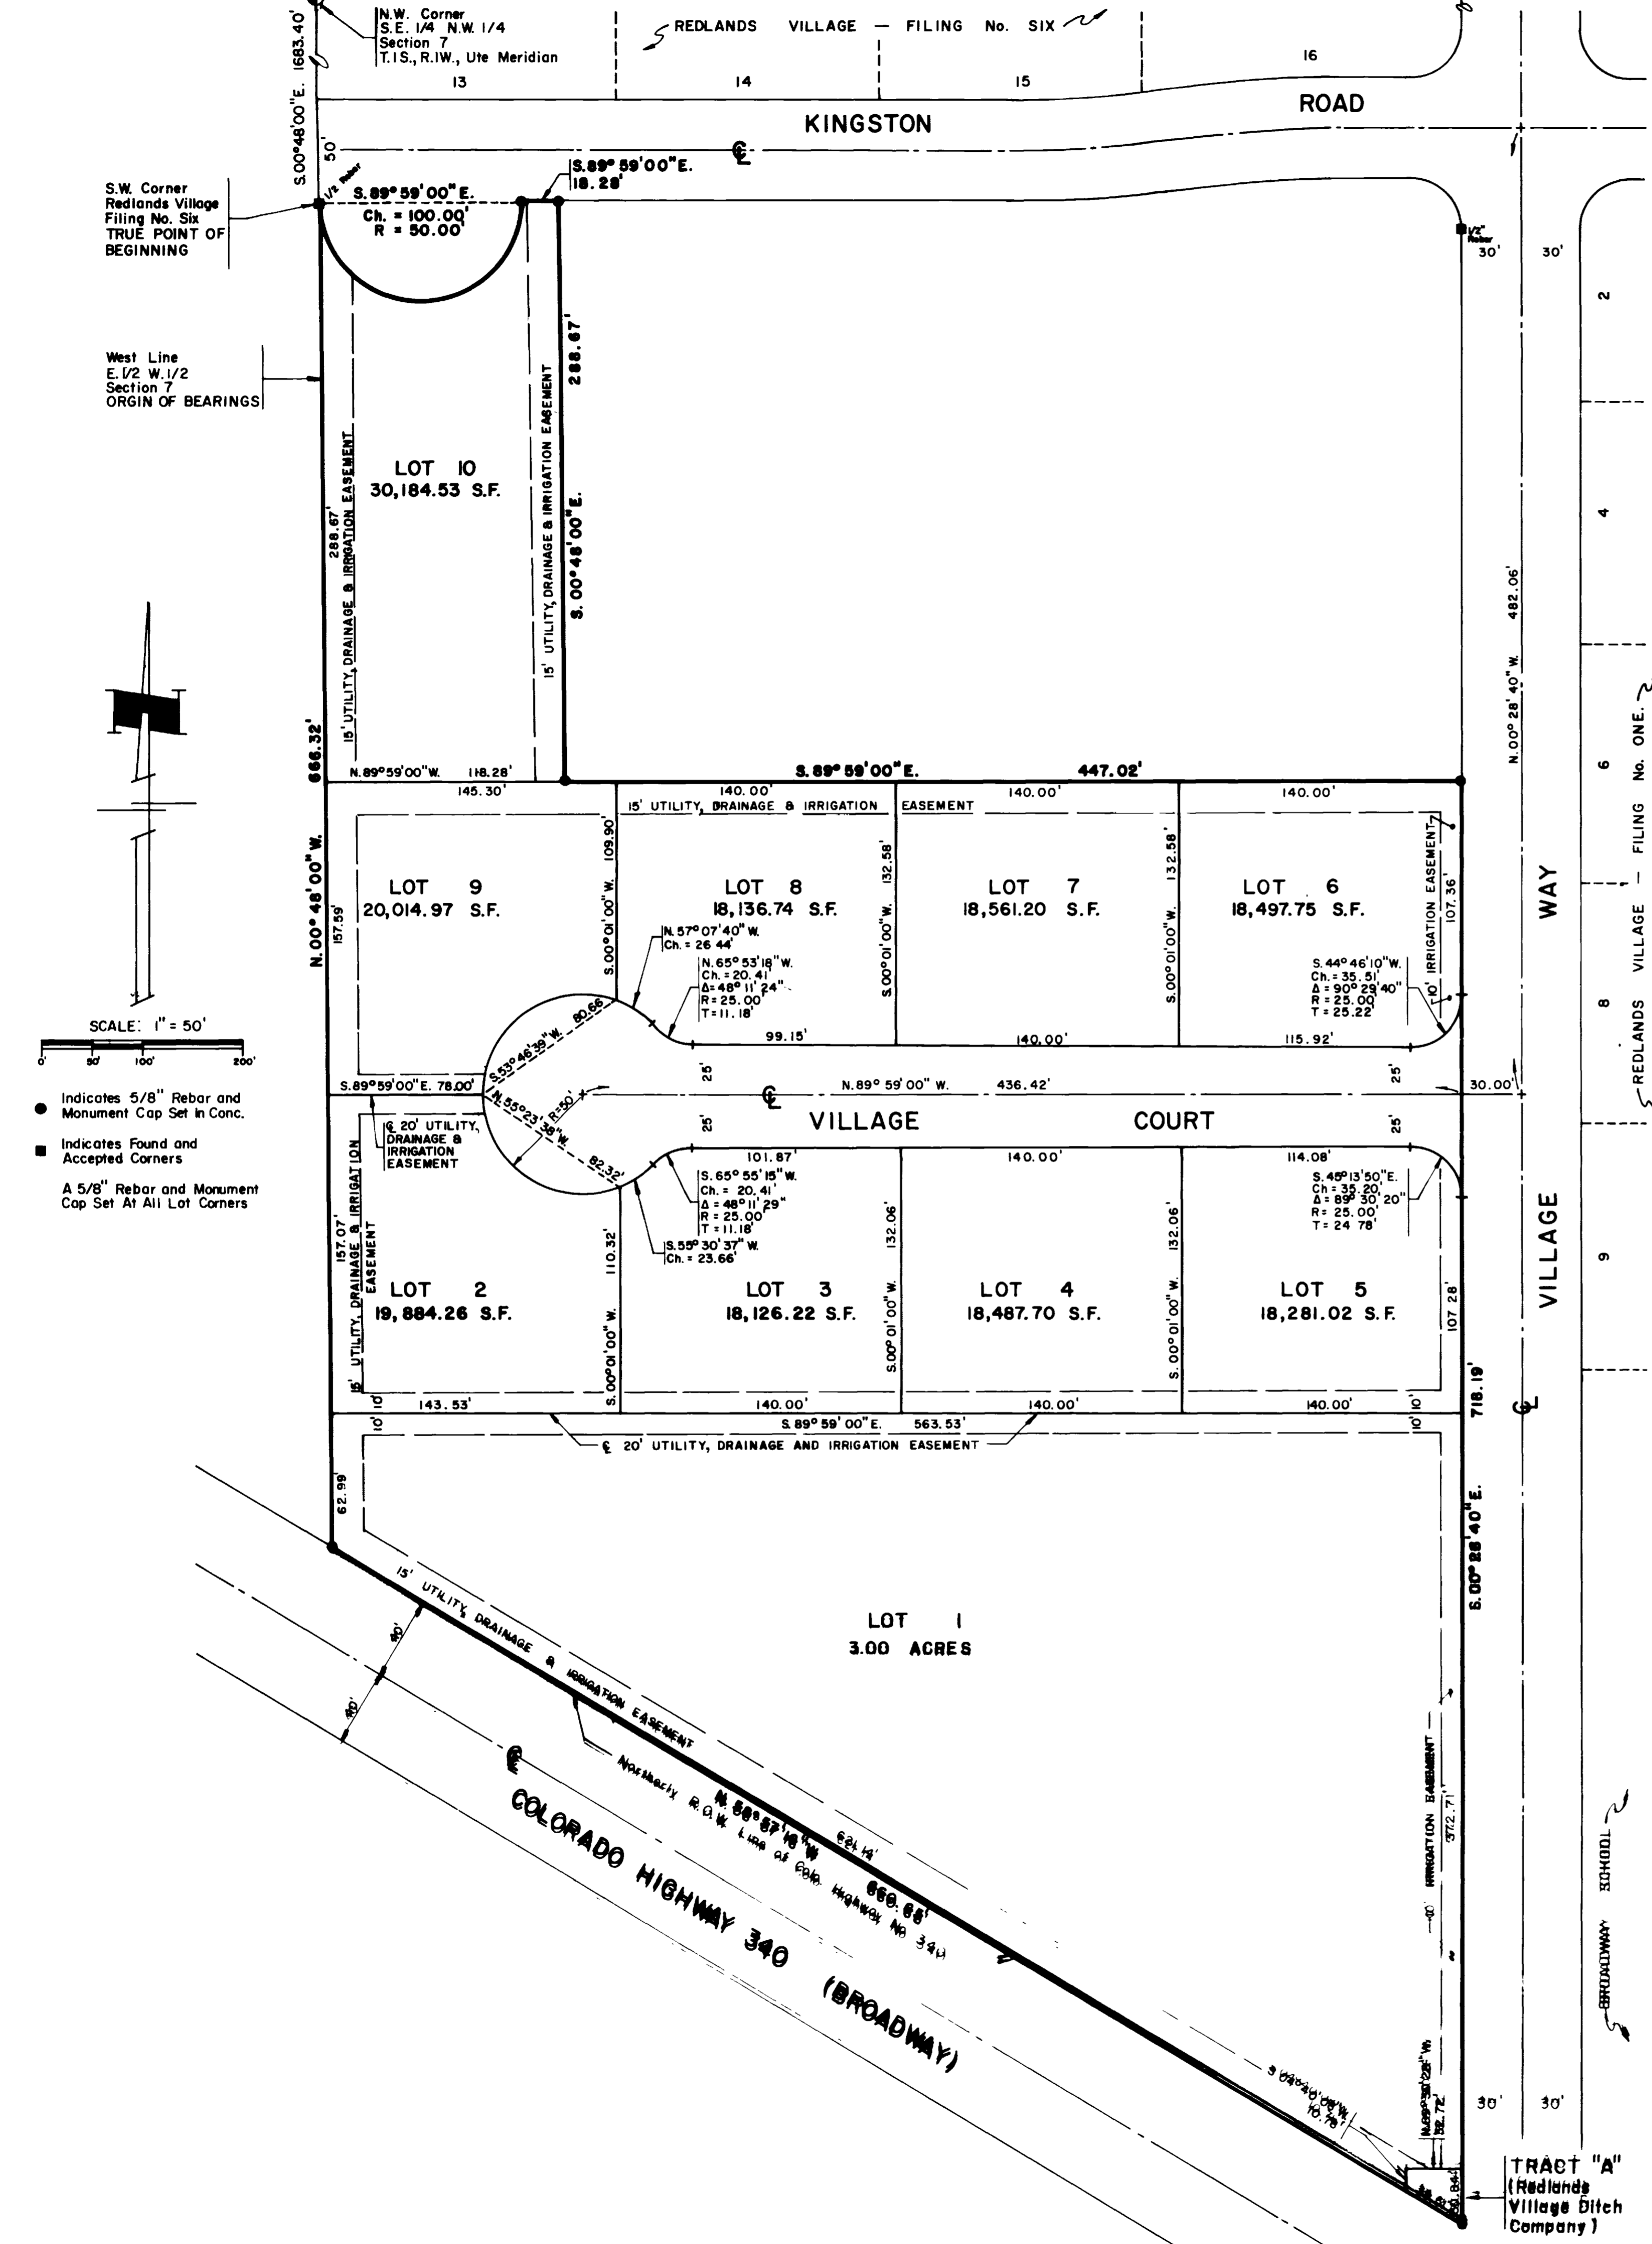 N.W. Corner
S.E. 1/4 N.W. 1/4
Section 7
T.1S., R.1W., Ute Meridian
REDLANDS VILLAGE — FILING No. SIX
13
14
15
16
S.00°48'00"E. 1683.40'
KINGSTON ROAD
50'
℄
S.W. Corner
Redlands Village
Filing No. Six
TRUE POINT OF
BEGINNING
1/2 Rebar
S.89°59'00"E.
Ch. = 100.00'
R = 50.00'
S.89°59'00"E.
18.28'
1/2"
Rebar
30'
30'
2
West Line
E.1/2 W.1/2
Section 7
ORGIN OF BEARINGS
288.67'
S.00°48'00"E.
15' UTILITY, DRAINAGE & IRRIGATION EASEMENT
LOT 10
30,184.53 S.F.
288.67'
15' UTILITY, DRAINAGE & IRRIGATION EASEMENT
4
N.00°28'40"W. 482.06'
6
REDLANDS VILLAGE - FILING No. ONE.
N.00°48'00"W. 666.32'
N.89°59'00"W. 118.28'
S.89°59'00"E. 447.02'
145.30'
140.00'
140.00'
140.00'
15' UTILITY, DRAINAGE & IRRIGATION EASEMENT
LOT 9
20,014.97 S.F.
157.59'
S.00°01'00"W. 109.90'
LOT 8
18,136.74 S.F.
S.00°01'00"W. 132.58'
LOT 7
18,561.20 S.F.
S.00°01'00"W. 132.58'
LOT 6
18,497.75 S.F.
10' IRRIGATION EASEMENT
107.36'
8
N.57°07'40"W.
Ch. = 26.44'
N.65°53'18"W.
Ch. = 20.41'
Δ = 48°11'24"
R = 25.00'
T = 11.18'
S.44°46'10"W.
Ch. = 35.51'
Δ = 90°29'40"
R = 25.00'
T = 25.22'
SCALE: 1" = 50'
0' 50' 100' 200'
Indicates 5/8" Rebar and
Monument Cap Set In Conc.
Indicates Found and
Accepted Corners
A 5/8" Rebar and Monument
Cap Set At All Lot Corners
S.53°46'39"W. 80.66
99.15'
140.00'
115.92'
S.89°59'00"E. 78.00'
25'
25'
N.89°59'00"W. 436.42'
30.00'
℄
R=50'
N.55°23'38"W. 82.32'
VILLAGE COURT
25'
25'
℄ 20' UTILITY,
DRAINAGE &
IRRIGATION
EASEMENT
101.87'
140.00'
114.08'
S.65°55'15"W.
Ch. = 20.41'
Δ = 48°11'29"
R = 25.00'
T = 11.18'
S.55°30'37"W.
Ch. = 23.66'
S.45°13'50"E.
Ch = 35.20'
Δ = 89°30'20"
R = 25.00'
T = 24.78'
VILLAGE WAY
157.07'
15' UTILITY, DRAINAGE & IRRIGATION
EASEMENT
LOT 2
19,884.26 S.F.
S.00°01'00"W. 110.32'
LOT 3
18,126.22 S.F.
S.00°01'00"W. 132.06'
LOT 4
18,487.70 S.F.
S.00°01'00"W. 132.06'
LOT 5
18,281.02 S.F.
107.28'
9
143.53'
140.00'
140.00'
140.00'
10' 10'
10' 10'
S.89°59'00"E. 563.53'
℄ 20' UTILITY, DRAINAGE AND IRRIGATION EASEMENT
℄
S.00°28'40"E. 718.19'
62.99'
15' UTILITY, DRAINAGE & IRRIGATION EASEMENT
LOT 1
3.00 ACRES
40'
40'
℄
Northerly R.O.W. Line of Colo. Highway No. 340
621.14'
COLORADO HIGHWAY 340 (BROADWAY)
IRRIGATION EASEMENT
372.71'
BROADWAY SCHOOL
30'
30'
TRACT "A"
(Redlands
Village Ditch
Company)